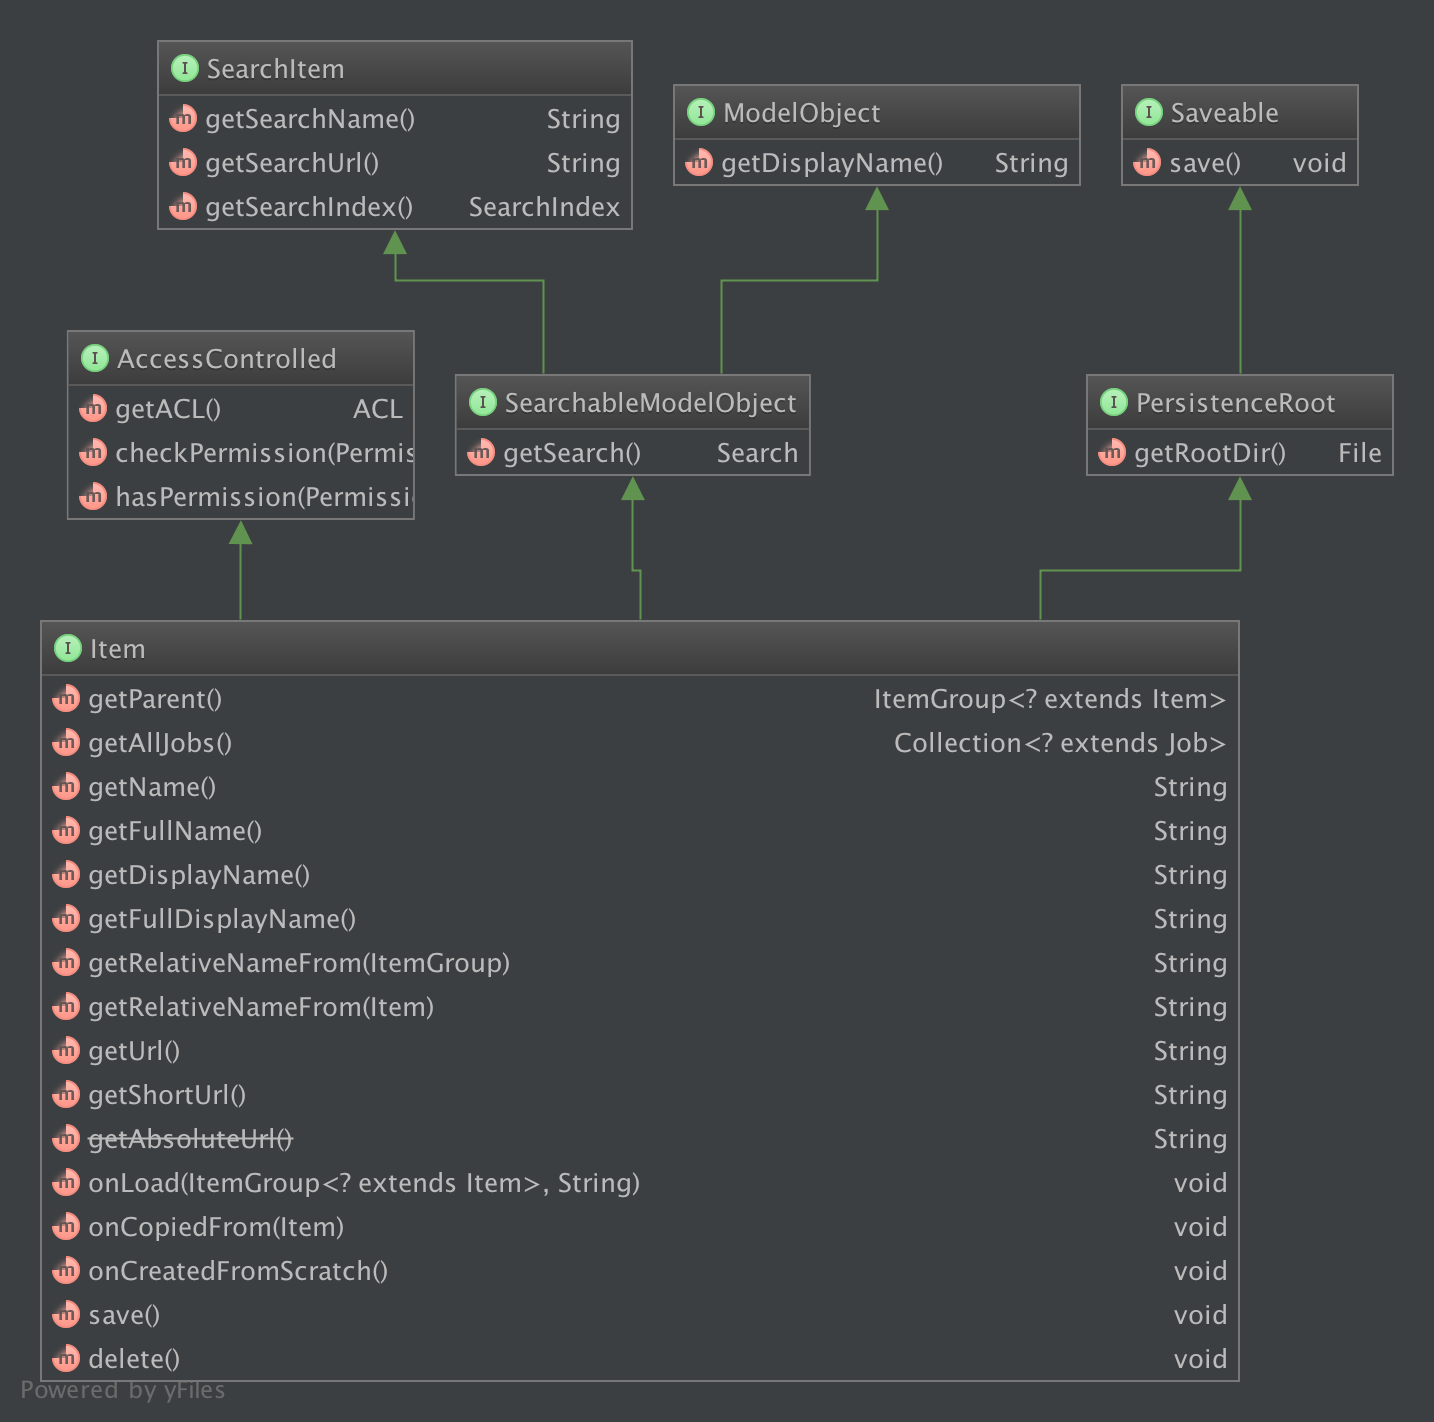 SearchItem
getSearchName() String
getSearchUrl() String
getSearchIndex() SearchIndex
ModelObject
getDisplayName() String
Saveable
save() void
AccessControlled
getACL() ACL
checkPermission(Permis
hasPermission(Permissi
SearchableModelObject
getSearch() Search
PersistenceRoot
getRootDir() File
Item
getParent() ItemGroup<? extends Item>
getAllJobs() Collection<? extends Job>
getName() String
getFullName() String
getDisplayName() String
getFullDisplayName() String
getRelativeNameFrom(ItemGroup) String
getRelativeNameFrom(Item) String
getUrl() String
getShortUrl() String
getAbsoluteUrl() String
onLoad(ItemGroup<? extends Item>, String) void
onCopiedFrom(Item) void
onCreatedFromScratch() void
save() void
delete() void
Powered by yFiles